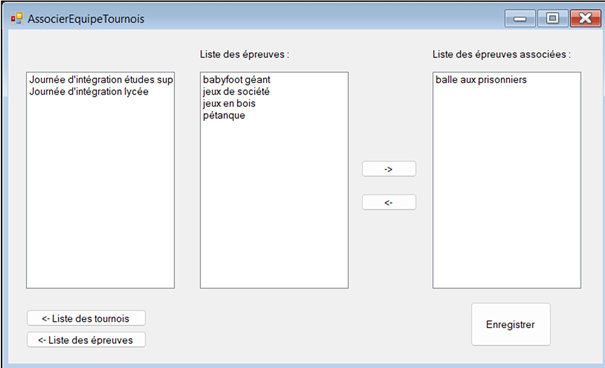 AssocierEquipeTournois
Liste des épreuves :
Liste des épreuves associées :
Journée d'intégration études sup
Journée d'intégration lycée
babyfoot géant
jeux de société
jeux en bois
pétanque
balle aux prisonniers
->
<-
<- Liste des tournois
<- Liste des épreuves
Enregistrer